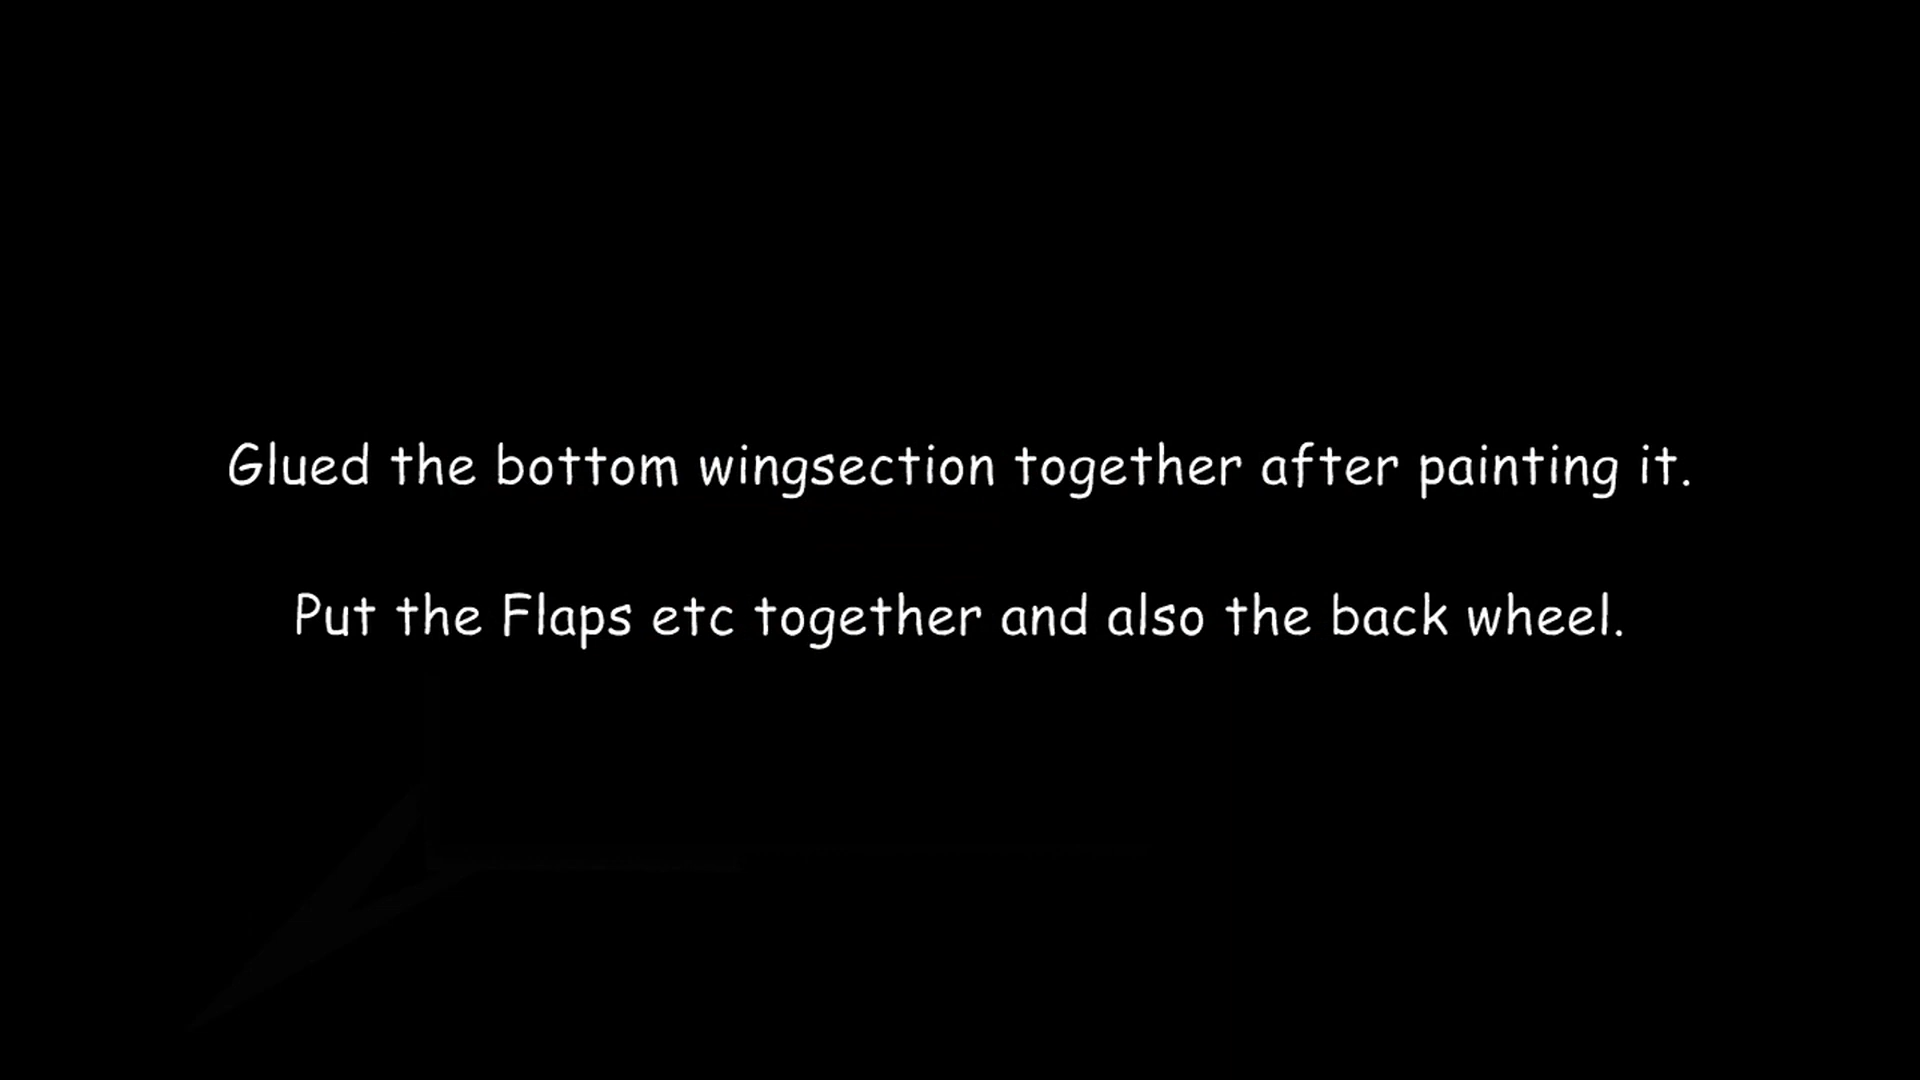 Glued the bottom wingsection together after painting it.
Put the Flaps etc together and also the back wheel.